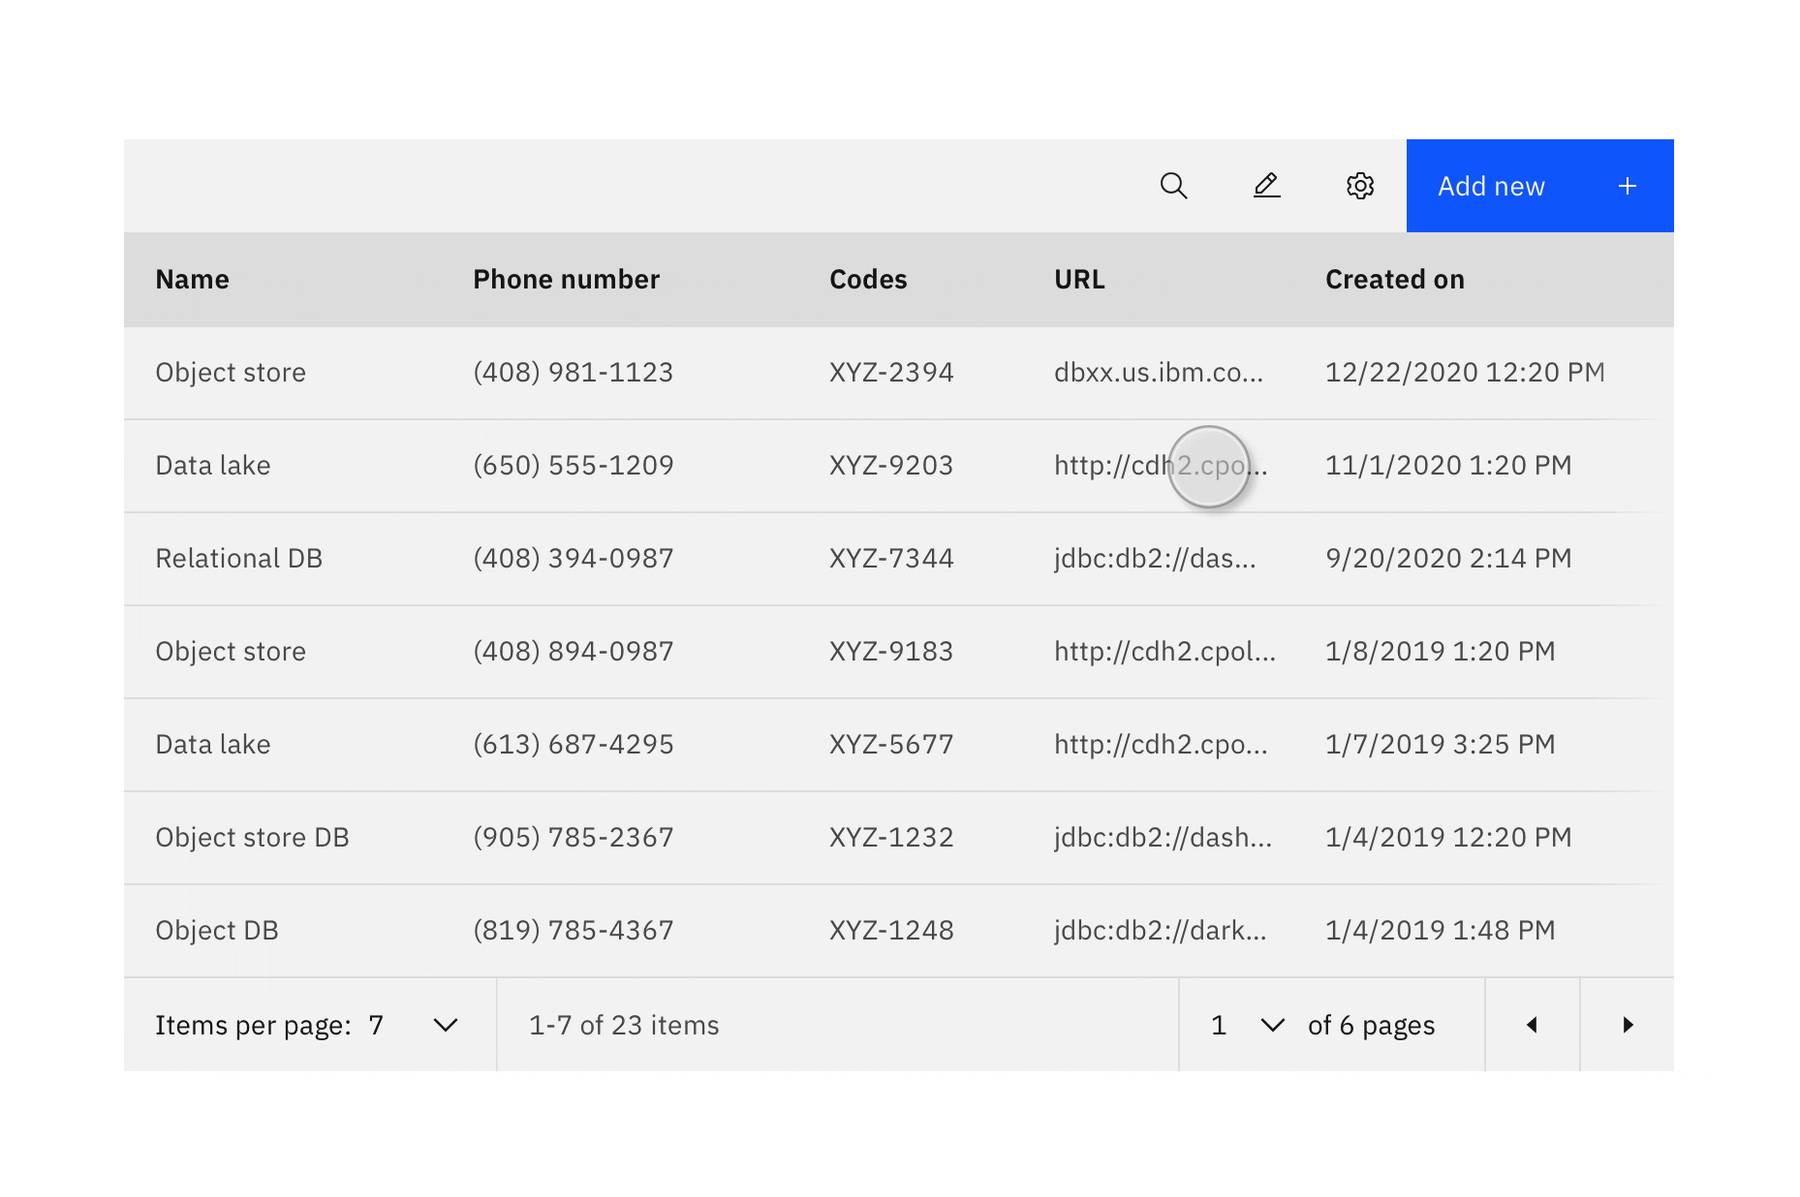 Add new
Name Phone number Codes URL Created on
Object store (408) 981-1123 XYZ-2394 dbxx.us.ibm.co... 12/22/2020 12:20 PM
Data lake (650) 555-1209 XYZ-9203 http://cdh2.cpo... 11/1/2020 1:20 PM
Relational DB (408) 394-0987 XYZ-7344 jdbc:db2://das... 9/20/2020 2:14 PM
Object store (408) 894-0987 XYZ-9183 http://cdh2.cpol... 1/8/2019 1:20 PM
Data lake (613) 687-4295 XYZ-5677 http://cdh2.cpo... 1/7/2019 3:25 PM
Object store DB (905) 785-2367 XYZ-1232 jdbc:db2://dash... 1/4/2019 12:20 PM
Object DB (819) 785-4367 XYZ-1248 jdbc:db2://dark... 1/4/2019 1:48 PM
Items per page: 7 1-7 of 23 items 1 of 6 pages